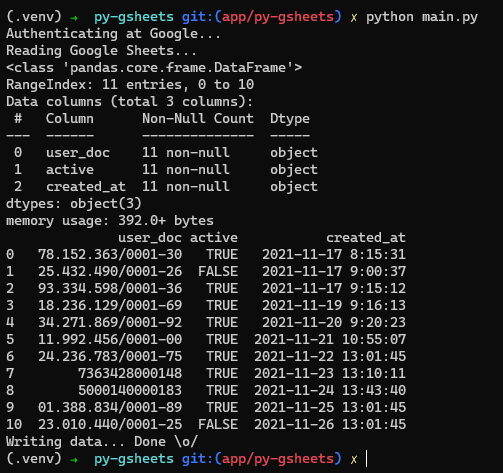 (.venv) → py-gsheets git:(app/py-gsheets) ✗ python main.py
Authenticating at Google...
Reading Google Sheets...
<class 'pandas.core.frame.DataFrame'>
RangeIndex: 11 entries, 0 to 10
Data columns (total 3 columns):
 #   Column      Non-Null Count  Dtype
---  ------      --------------  -----
 0   user_doc    11 non-null     object
 1   active      11 non-null     object
 2   created_at  11 non-null     object
dtypes: object(3)
memory usage: 392.0+ bytes
              user_doc active           created_at
0   78.152.363/0001-30   TRUE   2021-11-17 8:15:31
1   25.432.490/0001-26  FALSE   2021-11-17 9:00:37
2   93.334.598/0001-36   TRUE   2021-11-17 9:15:12
3   18.236.129/0001-69   TRUE   2021-11-19 9:16:13
4   34.271.869/0001-92   TRUE   2021-11-20 9:20:23
5   11.992.456/0001-00   TRUE  2021-11-21 10:55:07
6   24.236.783/0001-75   TRUE  2021-11-22 13:01:45
7        7363428000148   TRUE  2021-11-23 13:10:11
8        5000140000183   TRUE  2021-11-24 13:43:40
9   01.388.834/0001-89   TRUE  2021-11-25 13:01:45
10  23.010.440/0001-25  FALSE  2021-11-26 13:01:45
Writing data... Done \o/
(.venv) → py-gsheets git:(app/py-gsheets) ✗